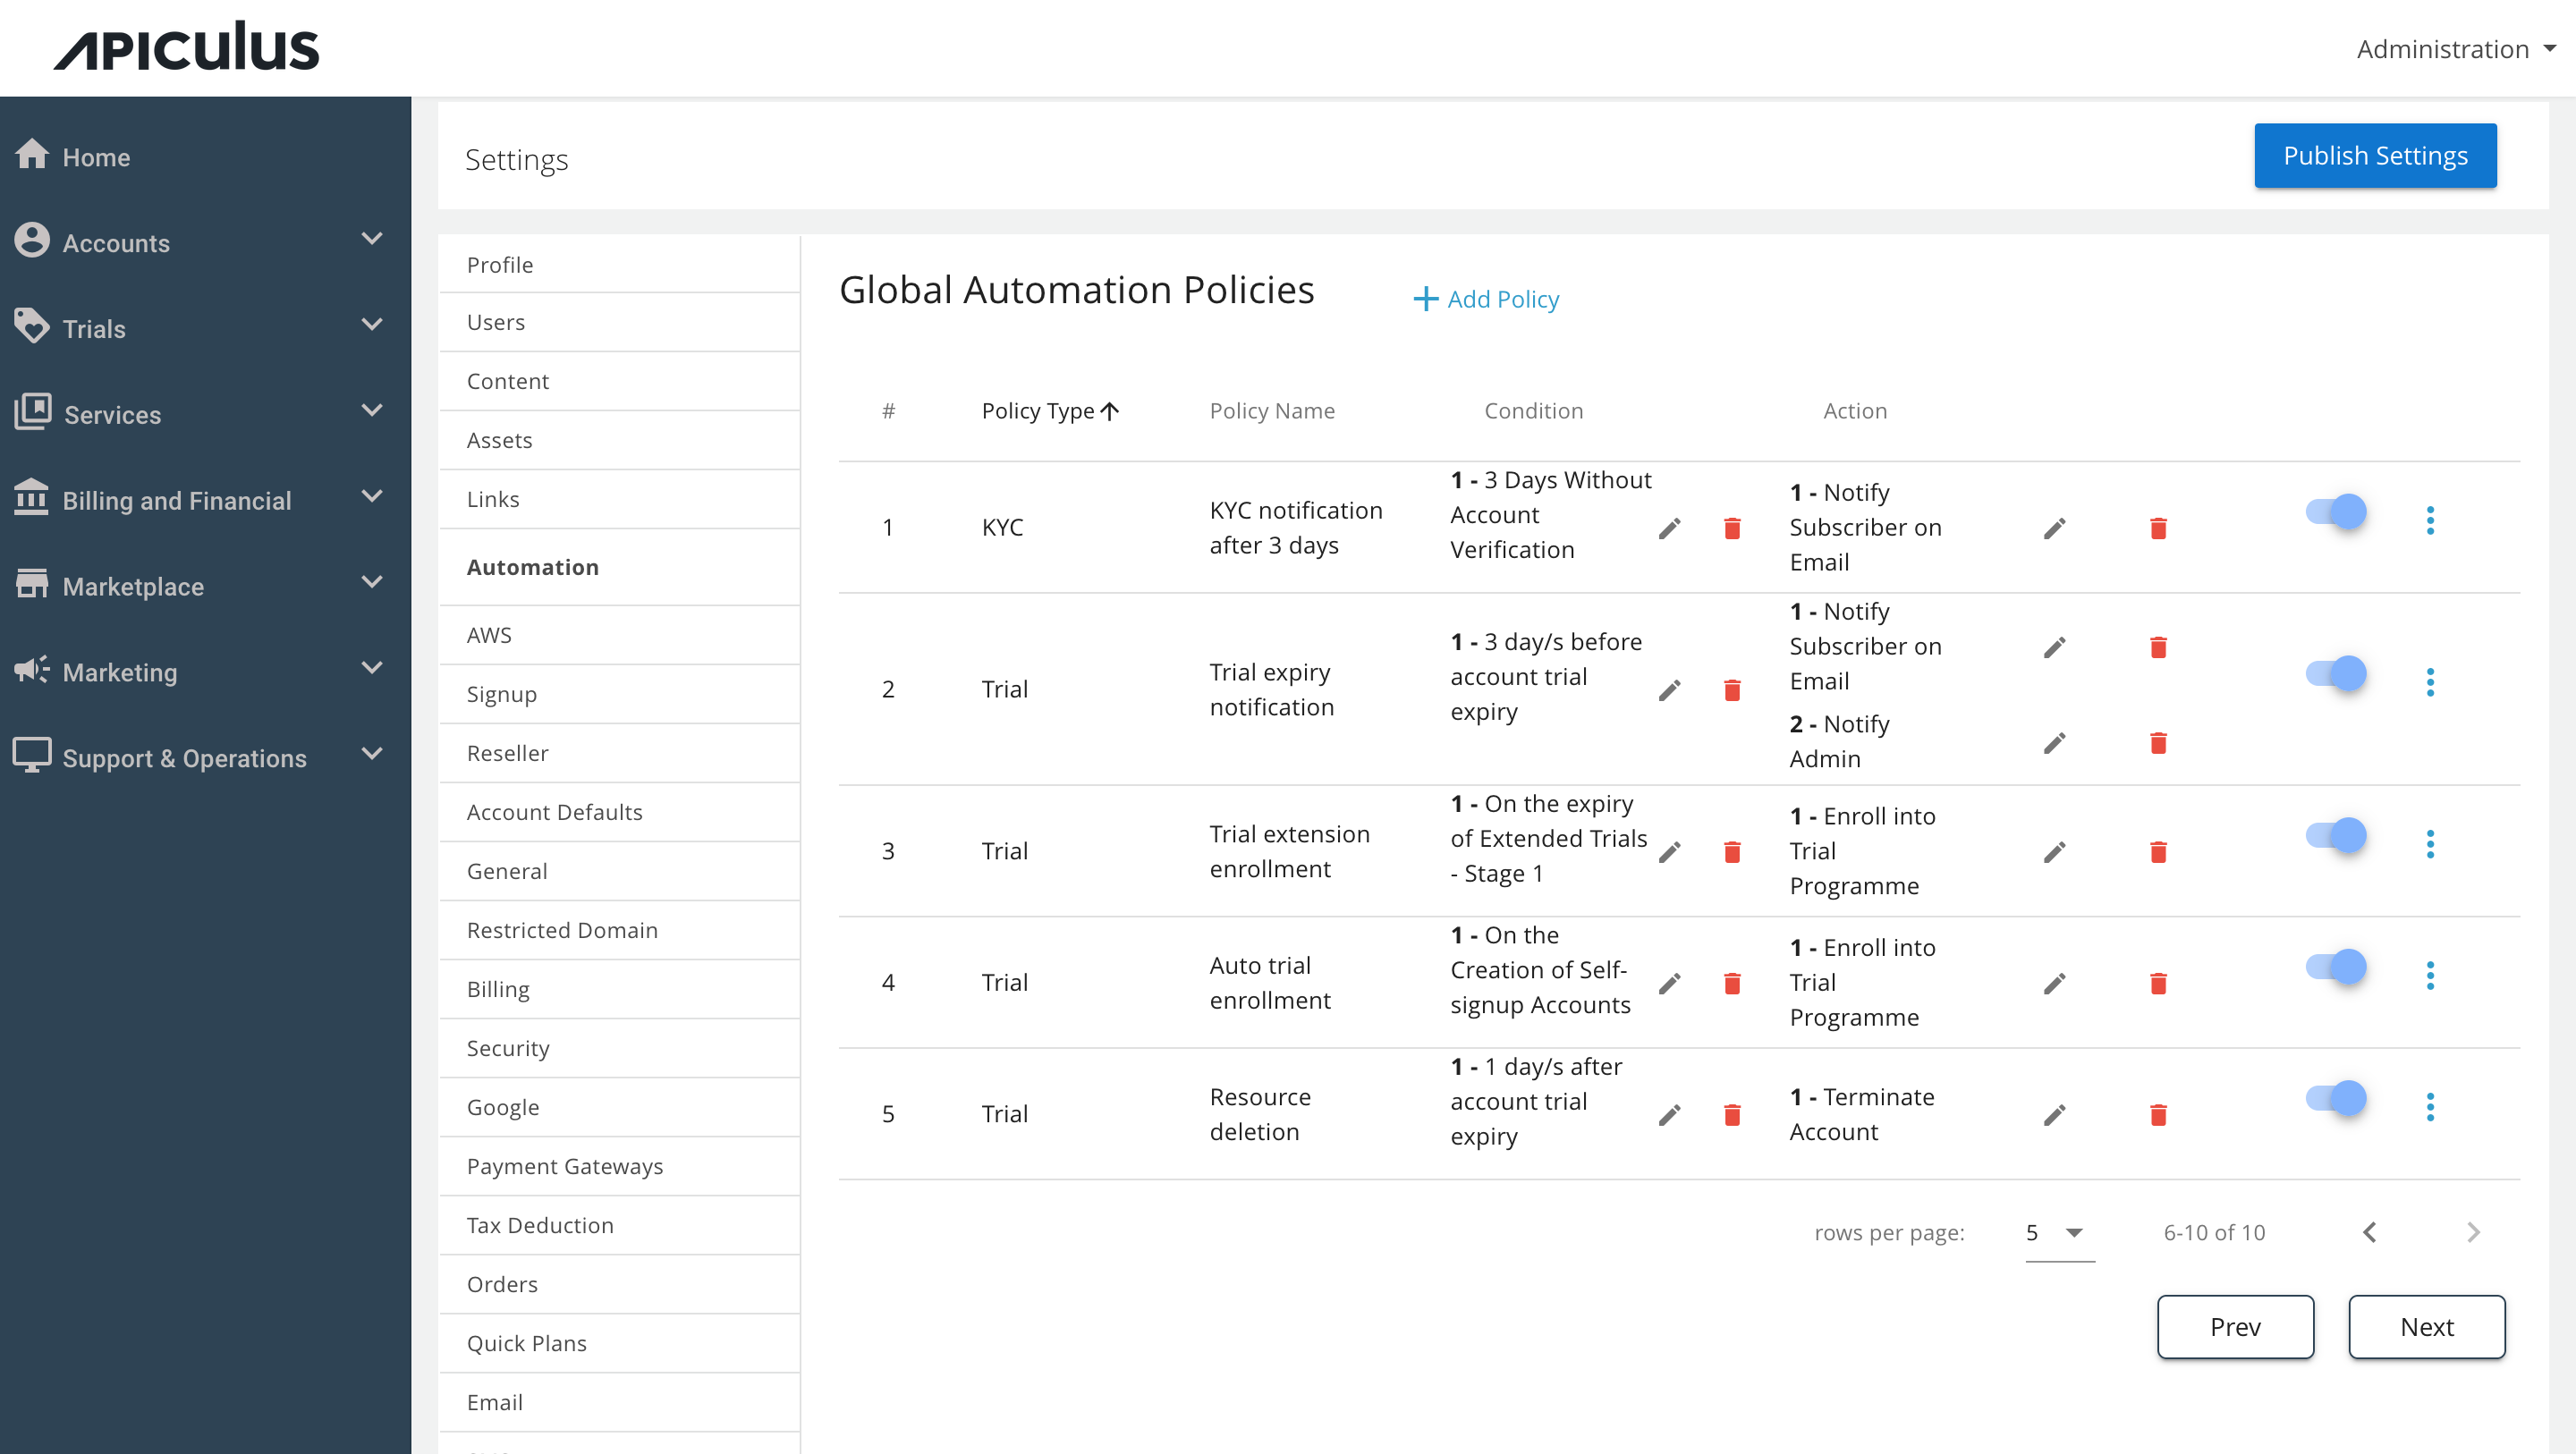 APICULUS
Administration
Home
Accounts
Trials
Services
Billing and Financial
Marketplace
Marketing
Support & Operations
Settings
Publish Settings
Profile
Users
Content
Assets
Links
Automation
AWS
Signup
Reseller
Account Defaults
General
Restricted Domain
Billing
Security
Google
Payment Gateways
Tax Deduction
Orders
Quick Plans
Email
Global Automation Policies
Add Policy
# Policy Type Policy Name Condition Action
1
KYC
KYC notification
after 3 days
1 - 3 Days Without
Account
Verification
1 - Notify
Subscriber on
Email
2
Trial
Trial expiry
notification
1 - 3 day/s before
account trial
expiry
1 - Notify
Subscriber on
Email
2 - Notify
Admin
3
Trial
Trial extension
enrollment
1 - On the expiry
of Extended Trials
- Stage 1
1 - Enroll into
Trial
Programme
4
Trial
Auto trial
enrollment
1 - On the
Creation of Self-
signup Accounts
1 - Enroll into
Trial
Programme
5
Trial
Resource
deletion
1 - 1 day/s after
account trial
expiry
1 - Terminate
Account
rows per page: 5 6-10 of 10
Prev Next